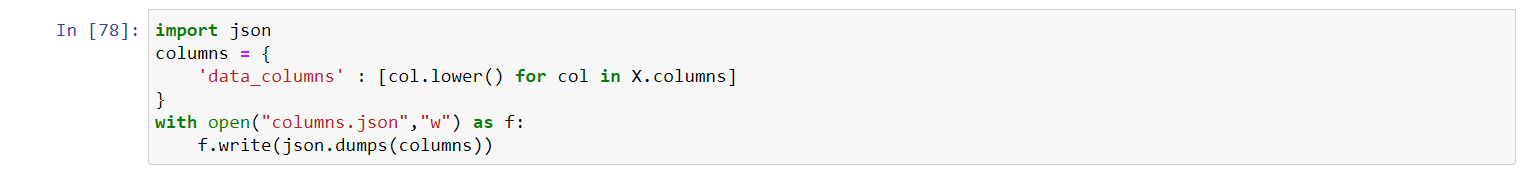 In [78]: import json
columns = {
    'data_columns' : [col.lower() for col in X.columns]
}
with open("columns.json","w") as f:
    f.write(json.dumps(columns))